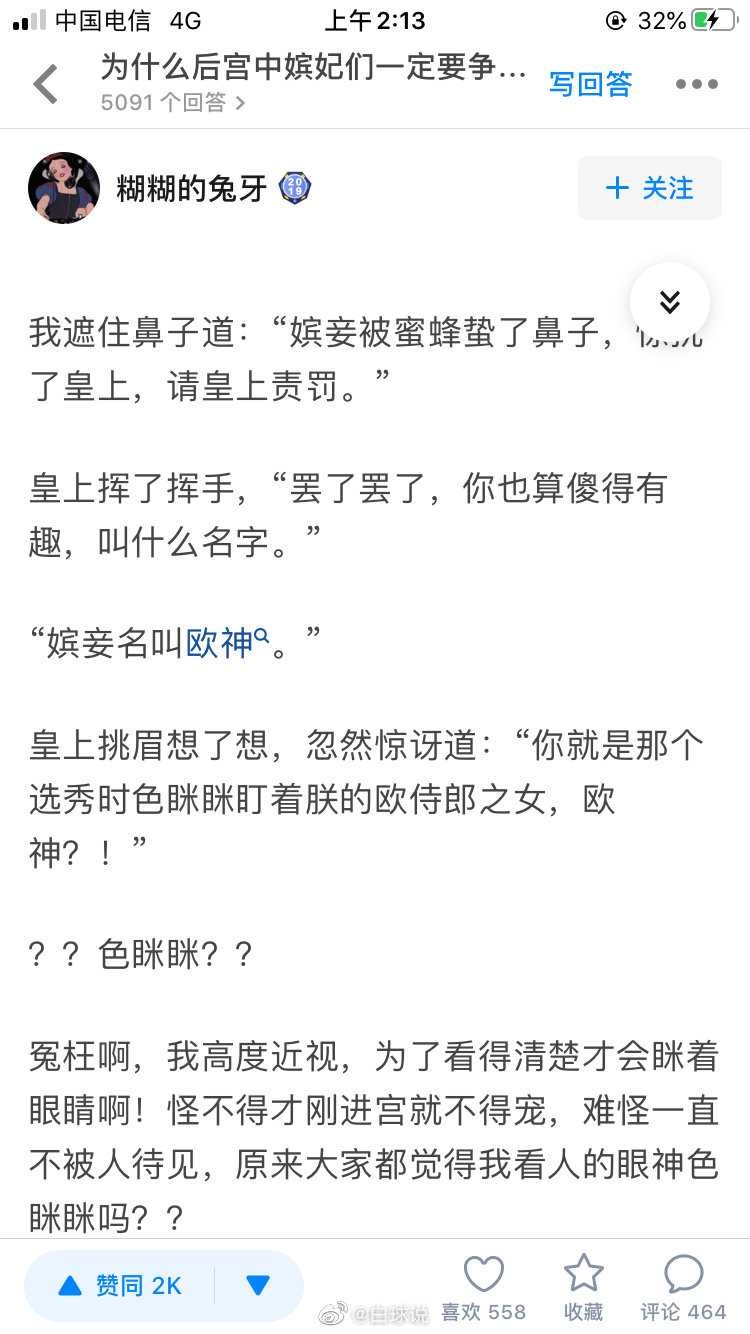 中国电信 4G 上午2:13 32%
为什么后宫中嫔妃们一定要争... 写回答
5091 个回答
糊糊的兔牙 2019 + 关注
我遮住鼻子道：“嫔妾被蜜蜂蛰了鼻子，惊扰
了皇上，请皇上责罚。”
皇上挥了挥手，“罢了罢了，你也算傻得有
趣，叫什么名字。”
“嫔妾名叫欧神。”
皇上挑眉想了想，忽然惊讶道：“你就是那个
选秀时色眯眯盯着朕的欧侍郎之女，欧
神？！”
？？色眯眯？？
冤枉啊，我高度近视，为了看得清楚才会眯着
眼睛啊！怪不得才刚进宫就不得宠，难怪一直
不被人待见，原来大家都觉得我看人的眼神色
眯眯吗？？
赞同 2K 喜欢 558 收藏 评论 464
@白球说